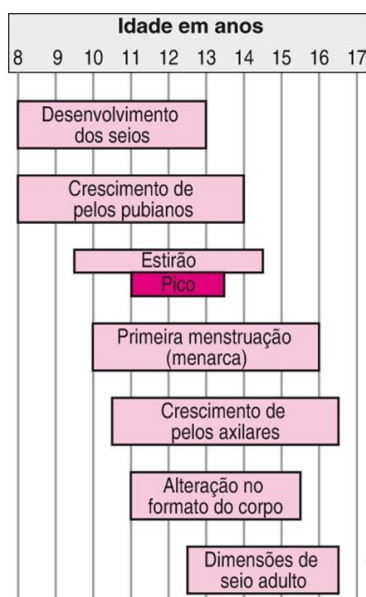 Idade em anos
8 9 10 11 12 13 14 15 16 17
Desenvolvimento
dos seios
Crescimento de
pelos pubianos
Estirão
Pico
Primeira menstruação
(menarca)
Crescimento de
pelos axilares
Alteração no
formato do corpo
Dimensões de
seio adulto